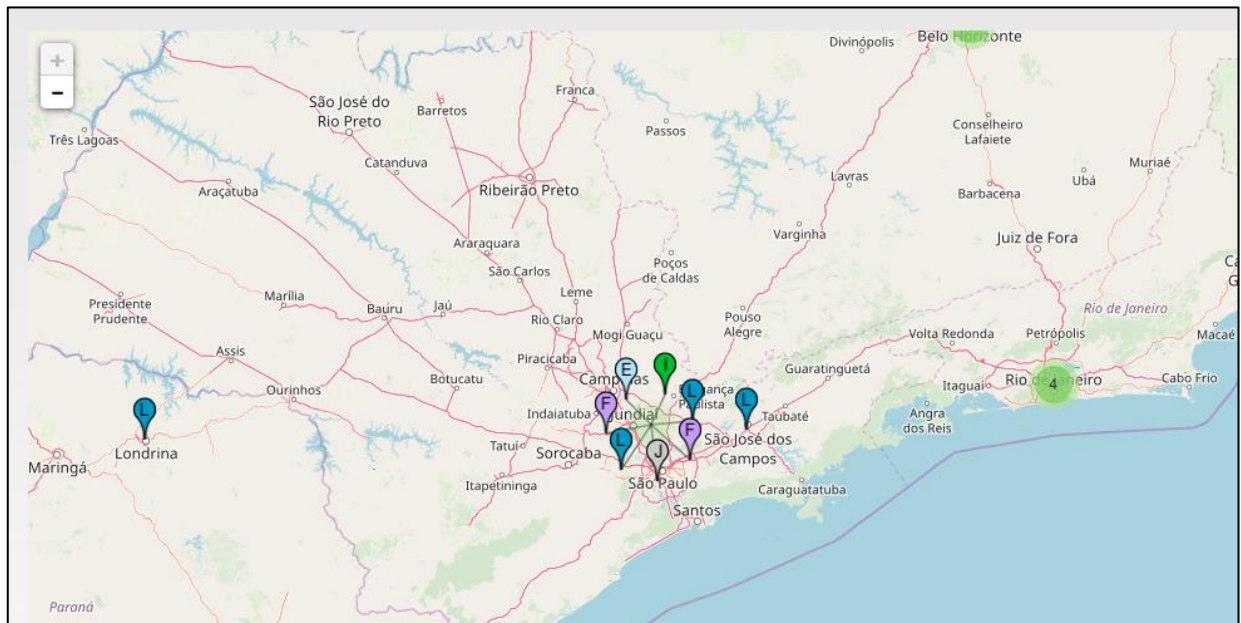 +
−
Belo Horizonte
Divinópolis
Franca
São José do
Rio Preto
Barretos
Conselheiro
Lafaiete
Passos
Três Lagoas
Catanduva
Muriaé
Ubá
Lavras
Araçatuba
Ribeirão Preto
Barbacena
Varginha
Juiz de Fora
Araraquara
Poços
de Caldas
São Carlos
Leme
Marília
Presidente
Prudente
Jaú
Bauru
Rio Claro
Mogi Guaçu
Pouso
Alegre
Rio de Janeiro
Volta Redonda
Petrópolis
Macaé
Assis
Piracicaba
Guaratinguetá
E
I
Ourinhos
Botucatu
Itaguaí
Rio de Janeiro
4
Cabo Frio
L
Paulista
L
Taubaté
Angra
dos Reis
L
Indaiatuba
F
F
São José dos
Campos
Londrina
Maringá
Tatuí
Sorocaba
L
J
São Paulo
Itapetininga
Caraguatatuba
Santos
Paraná